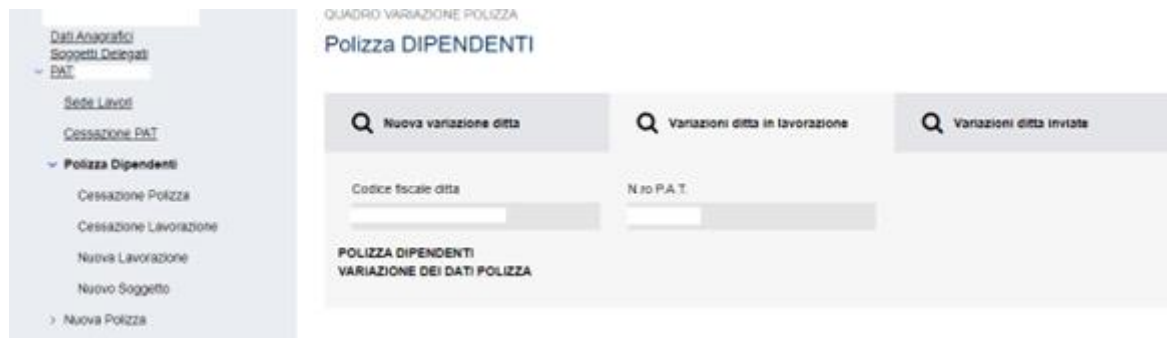 QUADRO VARIAZIONE POLIZZA
Polizza DIPENDENTI
Dati Anagrafici
Soggetti Delegati
PAT
Sede Lavori
Cessazione PAT
Polizza Dipendenti
Cessazione Polizza
Cessazione Lavorazione
Nuova Lavorazione
Nuovo Soggetto
Nuova Polizza
Nuova variazione ditta
Variazioni ditta in lavorazione
Variazioni ditta inviate
Codice fiscale ditta
N.ro P.A.T.
POLIZZA DIPENDENTI
VARIAZIONE DEI DATI POLIZZA